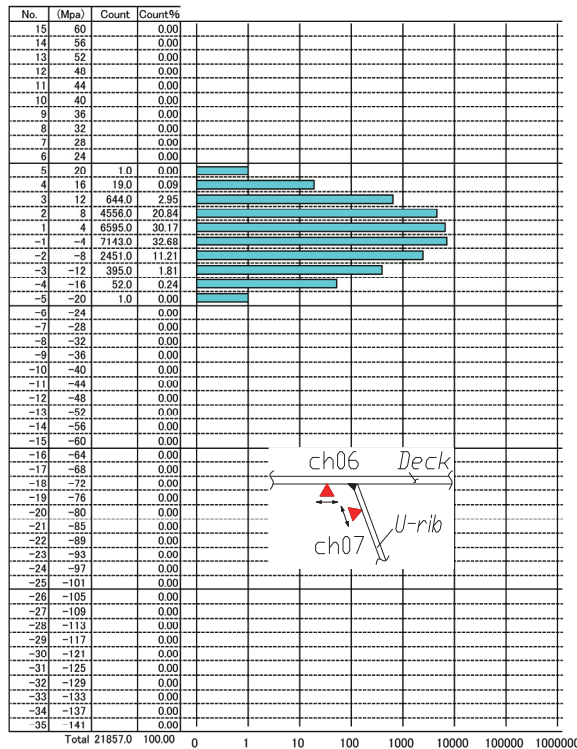 No. (Mpa) Count Count%
15 60 0.00
14 56 0.00
13 52 0.00
12 48 0.00
11 44 0.00
10 40 0.00
9 36 0.00
8 32 0.00
7 28 0.00
6 24 0.00
5 20 1.0 0.00
4 16 19.0 0.09
3 12 644.0 2.95
2 8 4556.0 20.84
1 4 6595.0 30.17
-1 -4 7143.0 32.68
-2 -8 2451.0 11.21
-3 -12 395.0 1.81
-4 -16 52.0 0.24
-5 -20 1.0 0.00
-6 -24 0.00
-7 -28 0.00
-8 -32 0.00
-9 -36 0.00
-10 -40 0.00
-11 -44 0.00
-12 -48 0.00
-13 -52 0.00
-14 -56 0.00
-15 -60 0.00
-16 -64 0.00
-17 -68 0.00
-18 -72 0.00
-19 -76 0.00
-20 -80 0.00
-21 -85 0.00
-22 -89 0.00
-23 -93 0.00
-24 -97 0.00
-25 -101 0.00
-26 -105 0.00
-27 -109 0.00
-28 -113 0.00
-29 -117 0.00
-30 -121 0.00
-31 -125 0.00
-32 -129 0.00
-33 -133 0.00
-34 -137 0.00
-35 -141 0.00
Total 21857.0 100.00
0 1 10 100 1000 10000 100000 1000000
ch06 Deck
U-rib
ch07